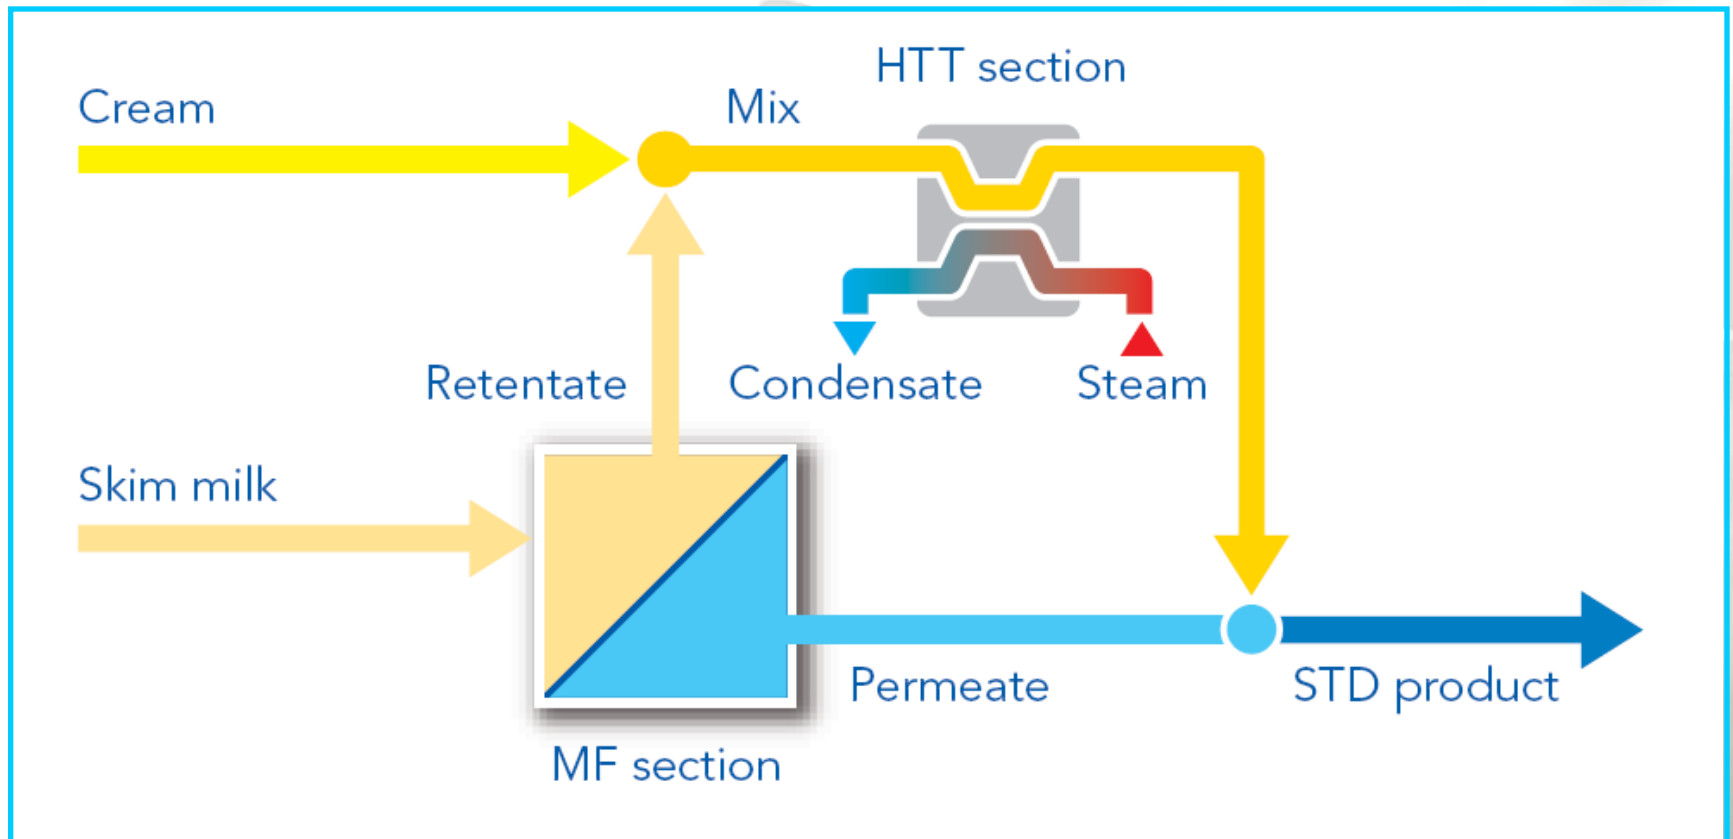 HTT section
Cream
Mix
Retentate
Condensate
Steam
Skim milk
Permeate
STD product
MF section